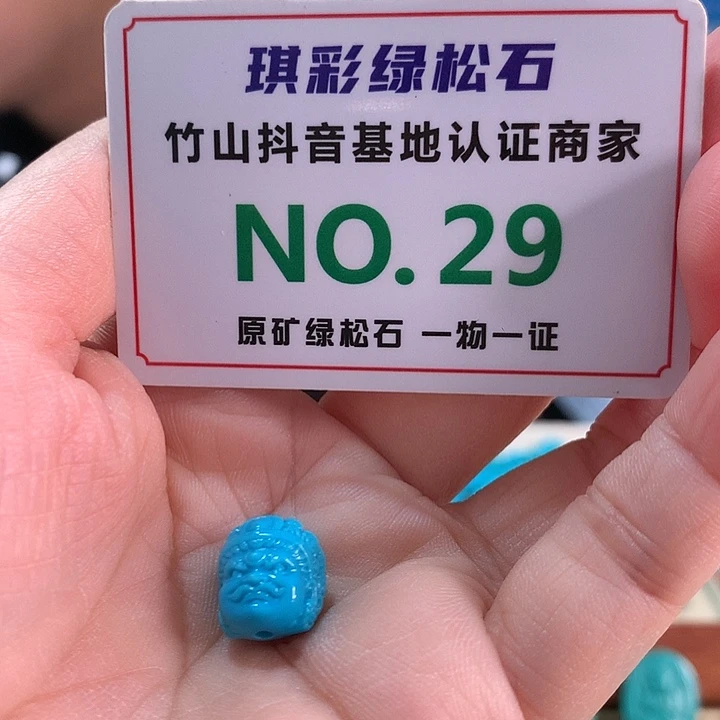 琪彩绿松石
竹山抖音基地认证商家
NO. 29
原矿绿松石 一物一证